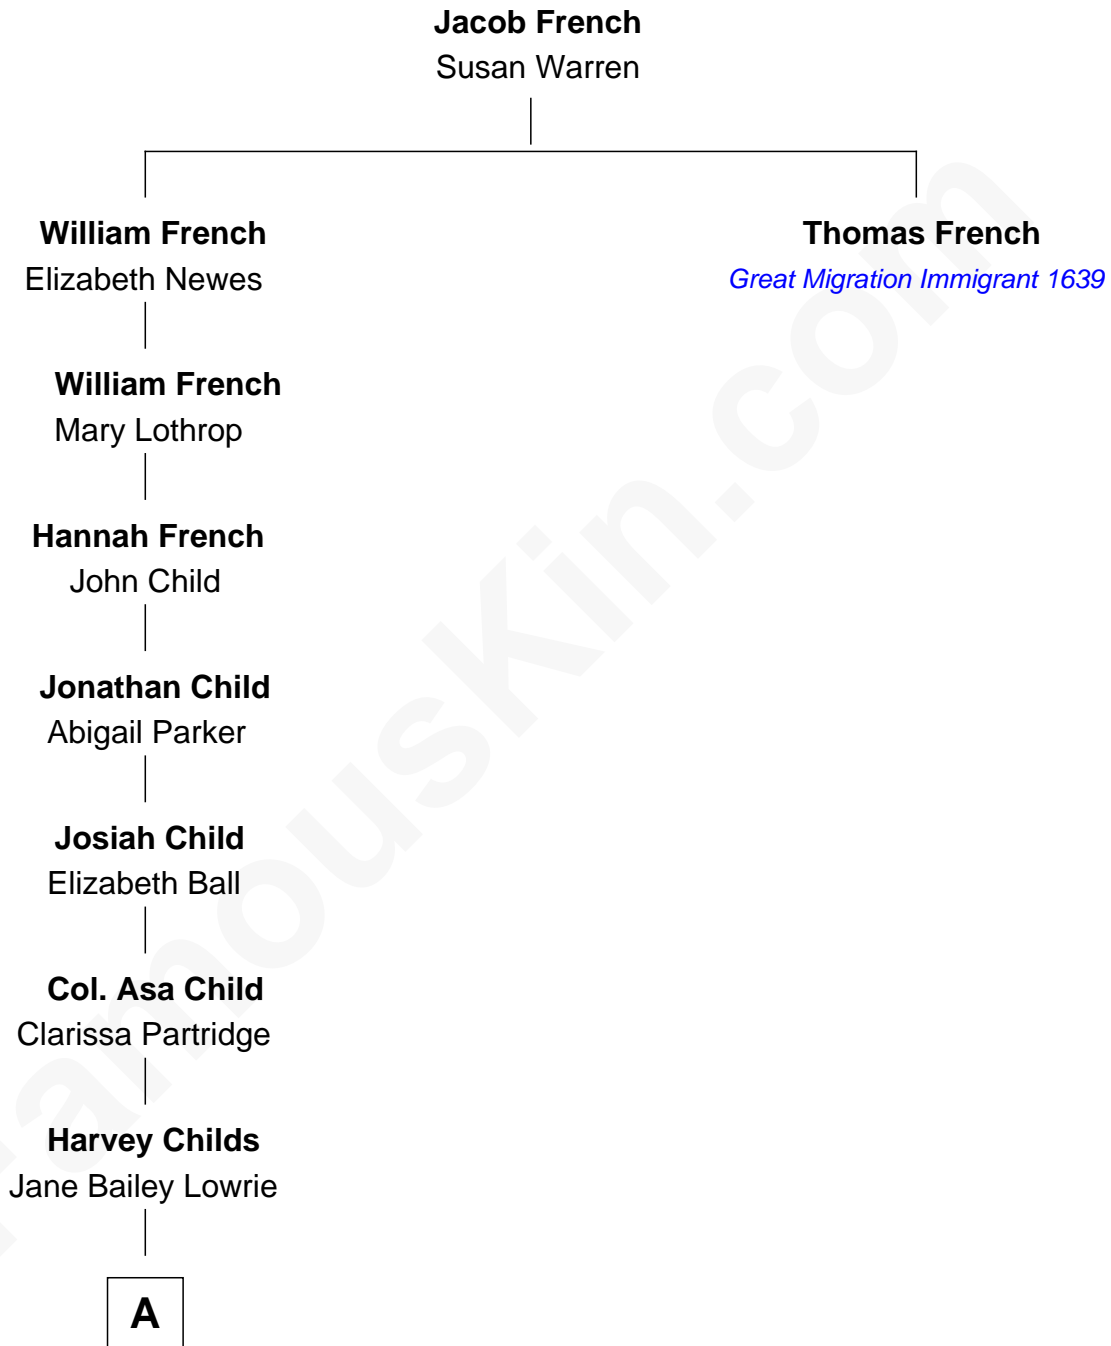 Jacob French
Susan Warren
William French
Elizabeth Newes
Thomas French
Great Migration Immigrant 1639
William French
Mary Lothrop
Hannah French
John Child
Jonathan Child
Abigail Parker
Josiah Child
Elizabeth Ball
Col. Asa Child
Clarissa Partridge
Harvey Childs
Jane Bailey Lowrie
A
FamousKin.com